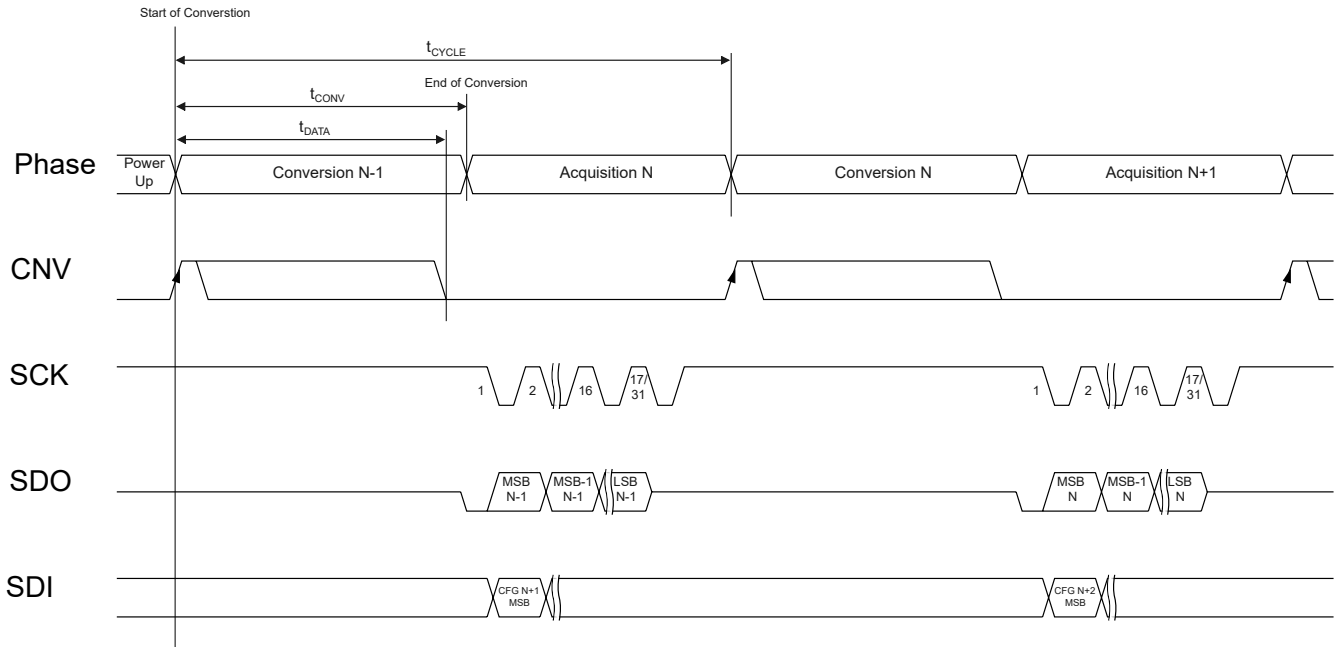 Start of Converstion
tCYCLE
End of Conversion
tCONV
tDATA
Phase
Power
Up
Conversion N-1
Acquisition N
Conversion N
Acquisition N+1
CNV
SCK
1
2
16
17/
31
1
2
16
17/
31
SDO
MSB
N-1
MSB-1
N-1
LSB
N-1
MSB
N
MSB-1
N
LSB
N
SDI
CFG N+1
MSB
CFG N+2
MSB